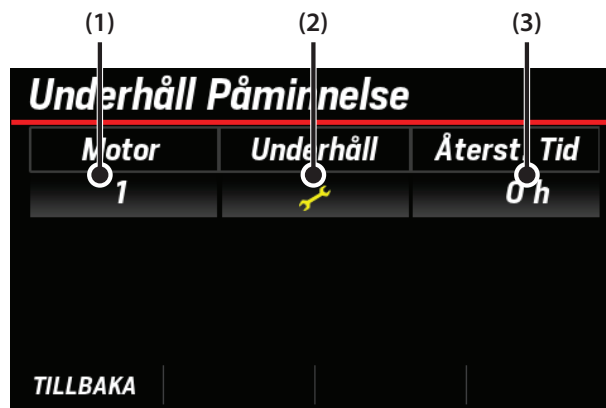 (1) (2) (3)
Underhåll Påminnelse
Motor Underhåll Återst. Tid
1 0 h
TILLBAKA